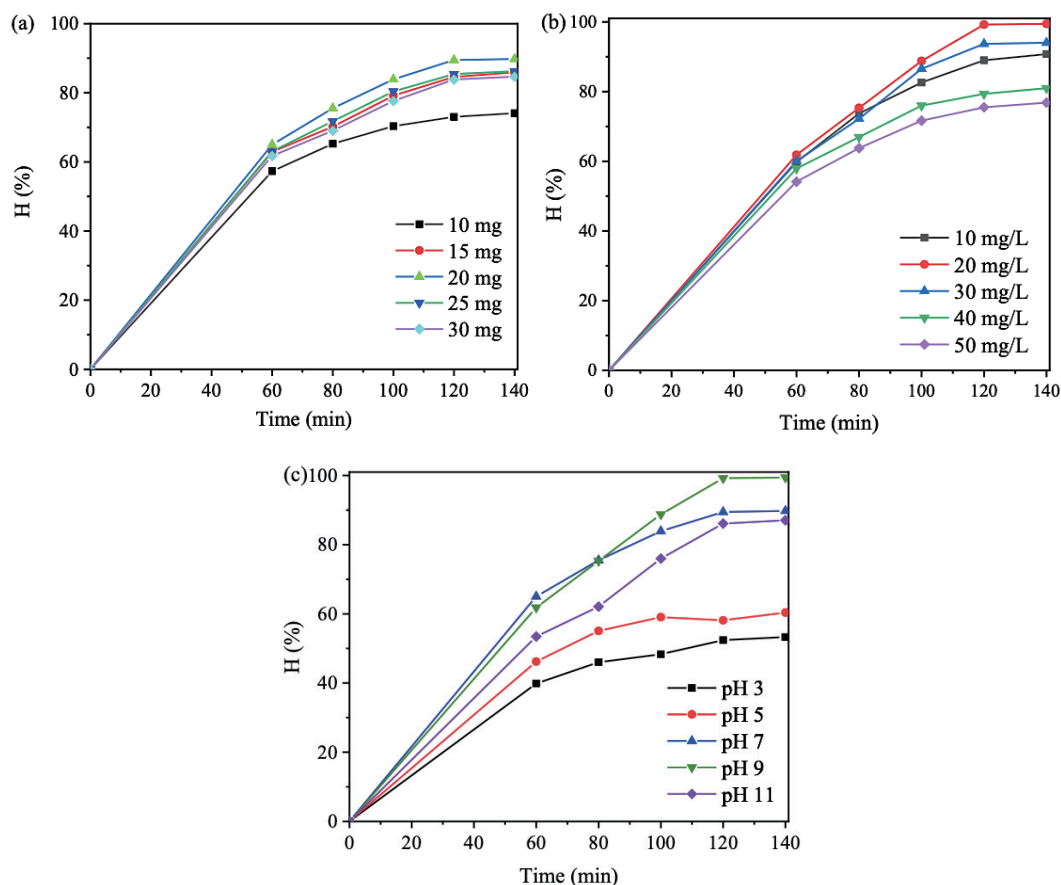 (a)
100
80
60
40
20
0
H (%)
10 mg
15 mg
20 mg
25 mg
30 mg
0 20 40 60 80 100 120 140
Time (min)
(b)
100
80
60
40
20
0
H (%)
10 mg/L
20 mg/L
30 mg/L
40 mg/L
50 mg/L
0 20 40 60 80 100 120 140
Time (min)
(c)
100
80
60
40
20
0
H (%)
pH 3
pH 5
pH 7
pH 9
pH 11
0 20 40 60 80 100 120 140
Time (min)